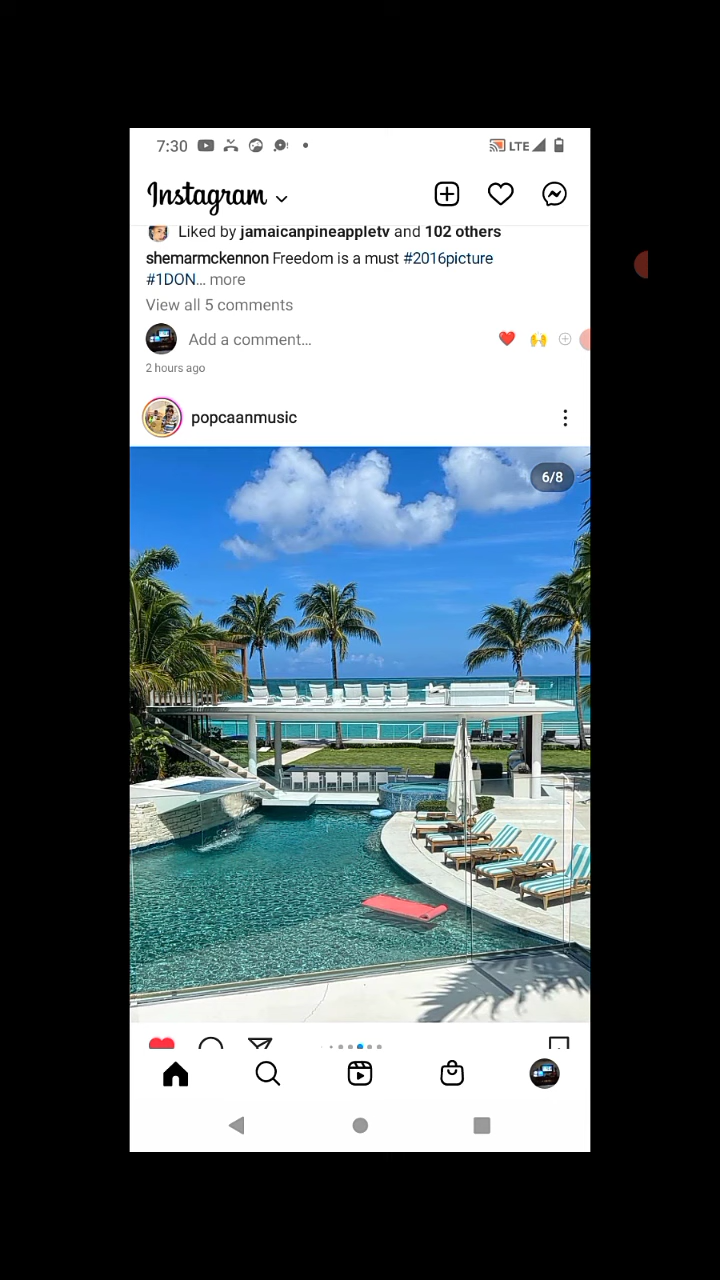 7:30 LTE
Instagram
Liked by jamaicanpineappletv and 102 others
shemarmckennon Freedom is a must #2016picture
#1DON... more
View all 5 comments
Add a comment...
2 hours ago
popcaanmusic
6/8